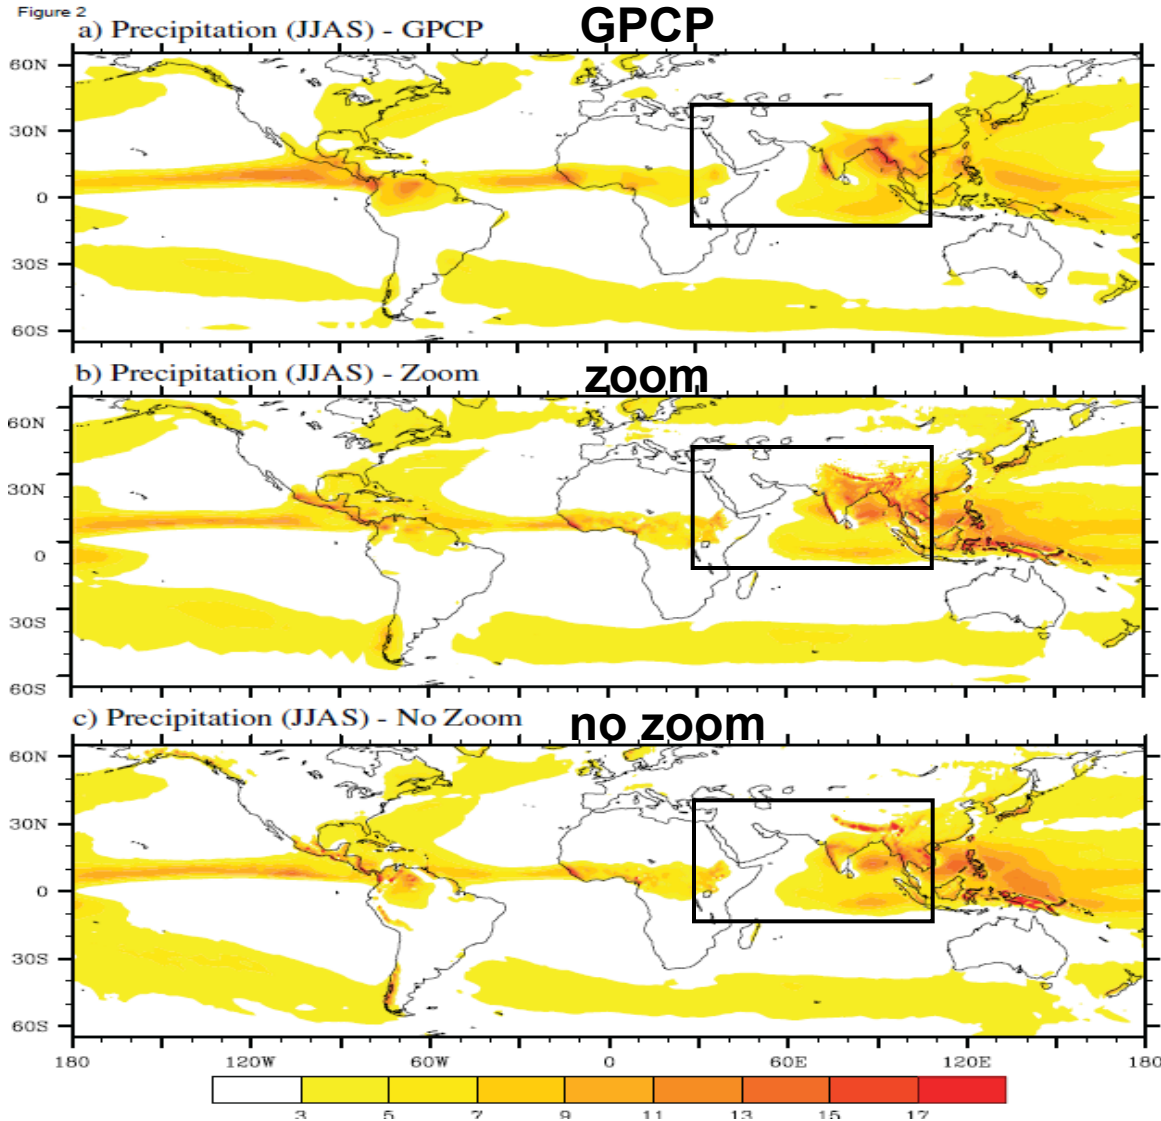 Figure 2
a) Precipitation (JJAS) - GPCP
GPCP
60N
30N
0
30S
60S
b) Precipitation (JJAS) - Zoom
zoom
60N
30N
0
30S
60S
c) Precipitation (JJAS) - No Zoom
no zoom
60N
30N
0
30S
60S
180 120W 60W 0 60E 120E 180
3 5 7 9 11 13 15 17